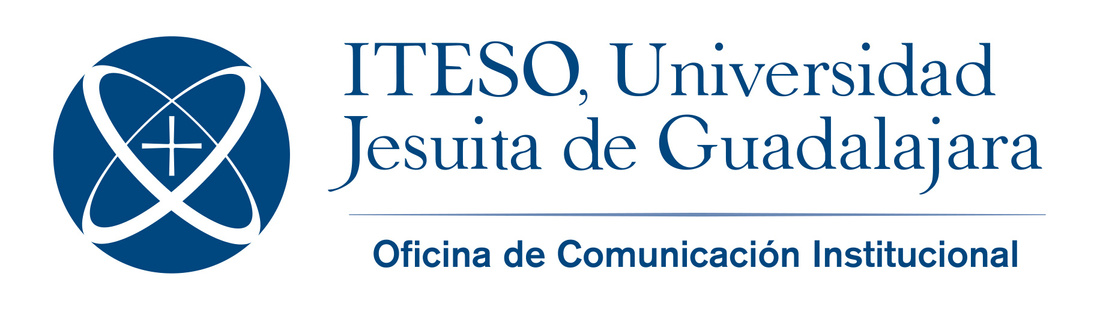 ITESO, Universidad
Jesuita de Guadalajara
Oficina de Comunicación Institucional